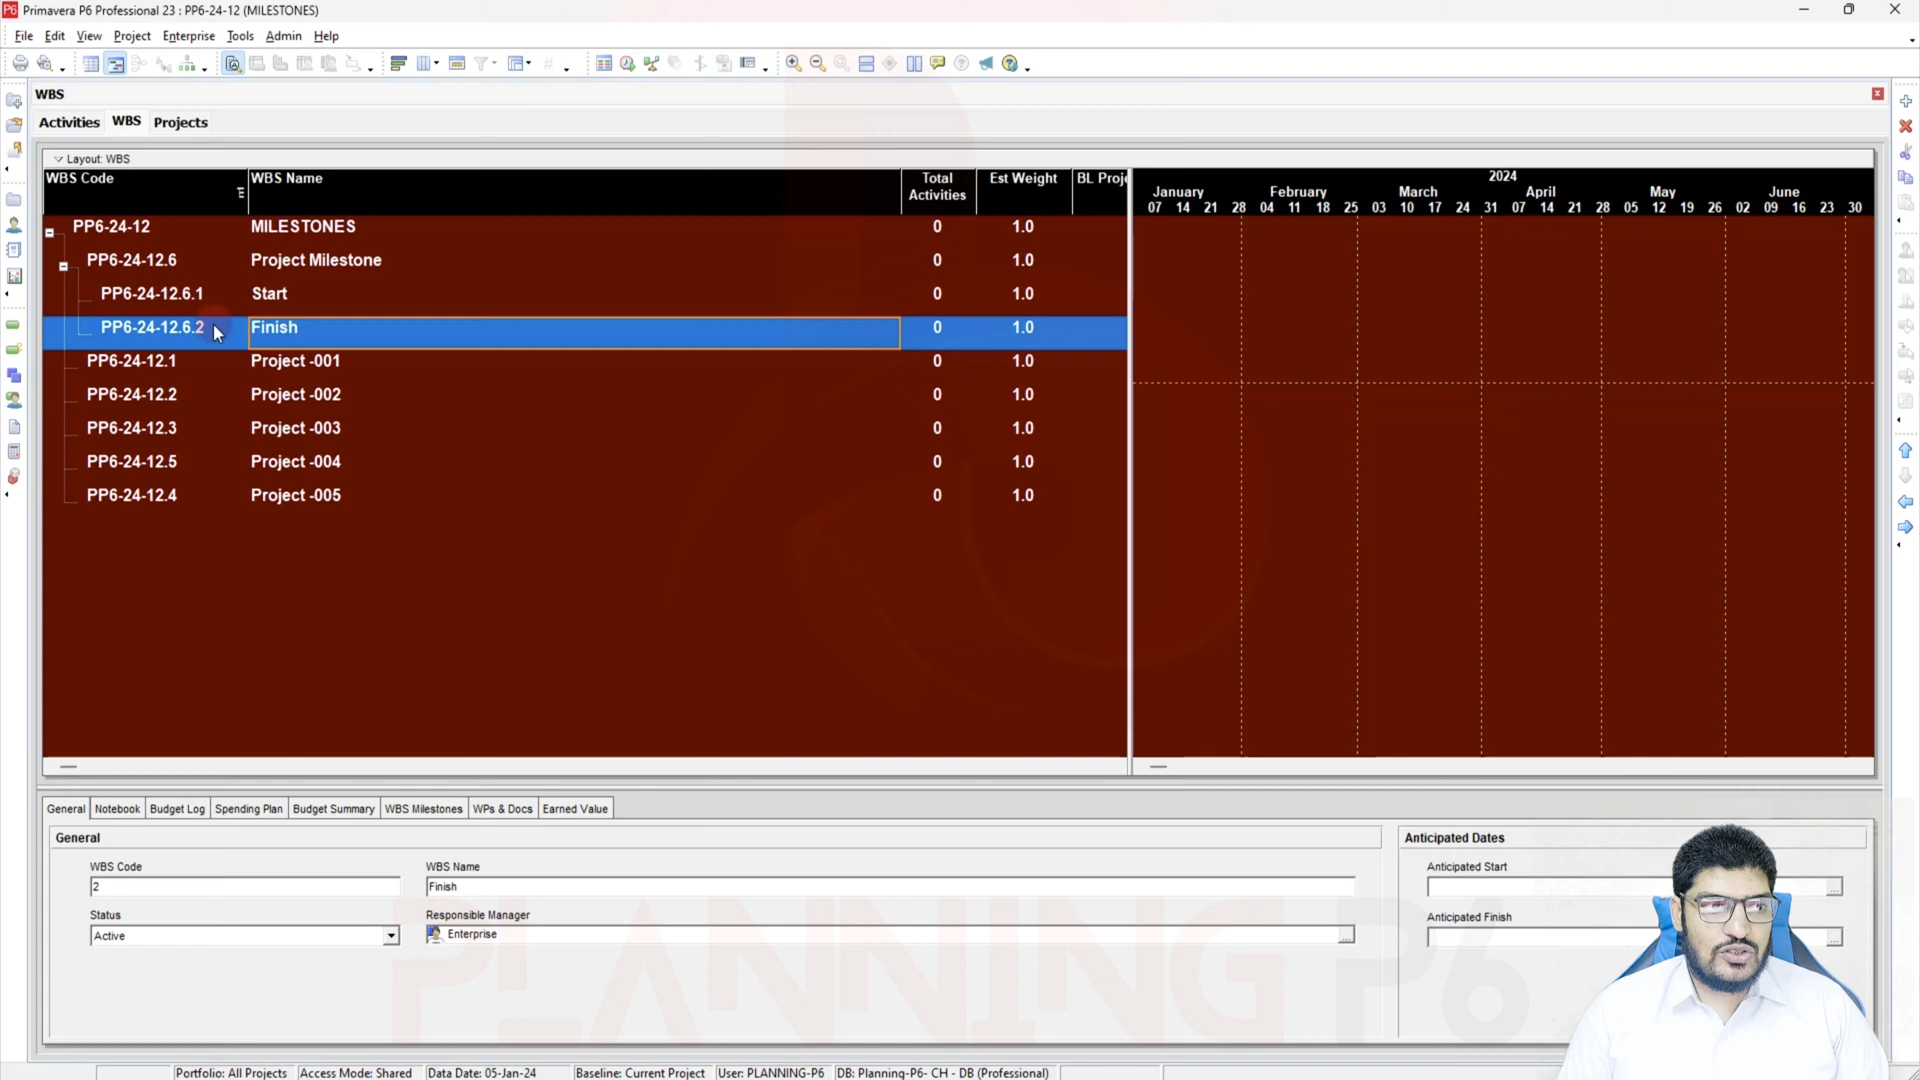 P6 Primavera P6 Professional 23 : PP6-24-12 (MILESTONES)
File Edit View Project Enterprise Tools Admin Help
WBS
Activities WBS Projects
Layout: WBS
WBS Code WBS Name Total Activities Est Weight BL Proj
2024
January February March April May June
07 14 21 28 04 11 18 25 03 10 17 24 31 07 14 21 28 05 12 19 26 02 09 16 23 30
PP6-24-12 MILESTONES 0 1.0
PP6-24-12.6 Project Milestone 0 1.0
PP6-24-12.6.1 Start 0 1.0
PP6-24-12.6.2 Finish 0 1.0
PP6-24-12.1 Project -001 0 1.0
PP6-24-12.2 Project -002 0 1.0
PP6-24-12.3 Project -003 0 1.0
PP6-24-12.5 Project -004 0 1.0
PP6-24-12.4 Project -005 0 1.0
General Notebook Budget Log Spending Plan Budget Summary WBS Milestones WPs & Docs Earned Value
General Anticipated Dates
WBS Code WBS Name Anticipated Start
2 Finish
Status Responsible Manager Anticipated Finish
Active Enterprise
PLANNING P6
Portfolio: All Projects Access Mode: Shared Data Date: 05-Jan-24 Baseline: Current Project User: PLANNING-P6 DB: Planning-P6- CH - DB (Professional)